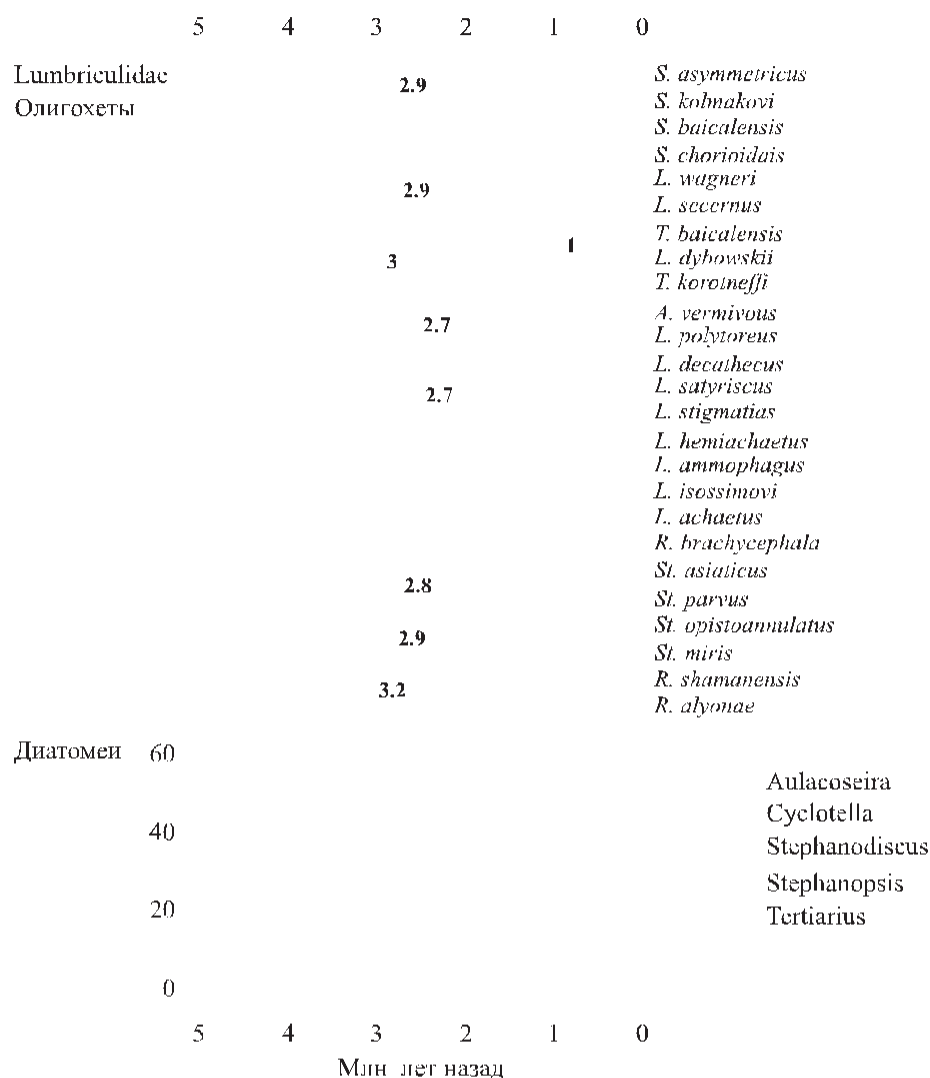 5 4 3 2 1 0
Lumbriculidae
Олигохеты
2.9
S. asymmetricus
S. kolmakovi
S. baicalensis
S. chorioidais
2.9
L. wagneri
L. secernus
1
T. baicalensis
3
L. dybowskii
T. korotneffi
A. vermivous
2.7
L. polytoreus
L. decathecus
2.7
L. satyriscus
L. stigmatias
L. hemiachaetus
L. ammophagus
L. isossimovi
L. achaetus
R. brachycephala
2.8
St. asiaticus
St. parvus
2.9
St. opistoannulatus
St. miris
3.2
R. shamanensis
R. alyonae
Диатомеи
60
40
20
0
Aulacoseira
Cyclotella
Stephanodiscus
Stephanopsis
Tertiarius
5 4 3 2 1 0
Млн лет назад